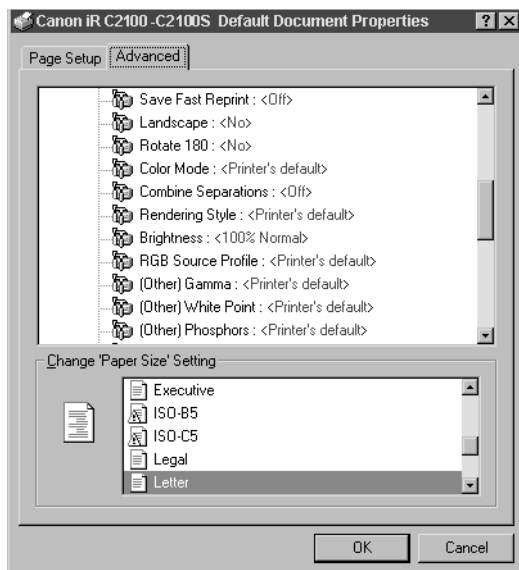 Canon iR C2100 -C2100S Default Document Properties
Page Setup Advanced
Save Fast Reprint : <Off>
Landscape : <No>
Rotate 180 : <No>
Color Mode : <Printer's default>
Combine Separations : <Off>
Rendering Style : <Printer's default>
Brightness : <100% Normal>
RGB Source Profile : <Printer's default>
(Other) Gamma : <Printer's default>
(Other) White Point : <Printer's default>
(Other) Phosphors : <Printer's default>
Change 'Paper Size' Setting
Executive
ISO-B5
ISO-C5
Legal
Letter
OK Cancel